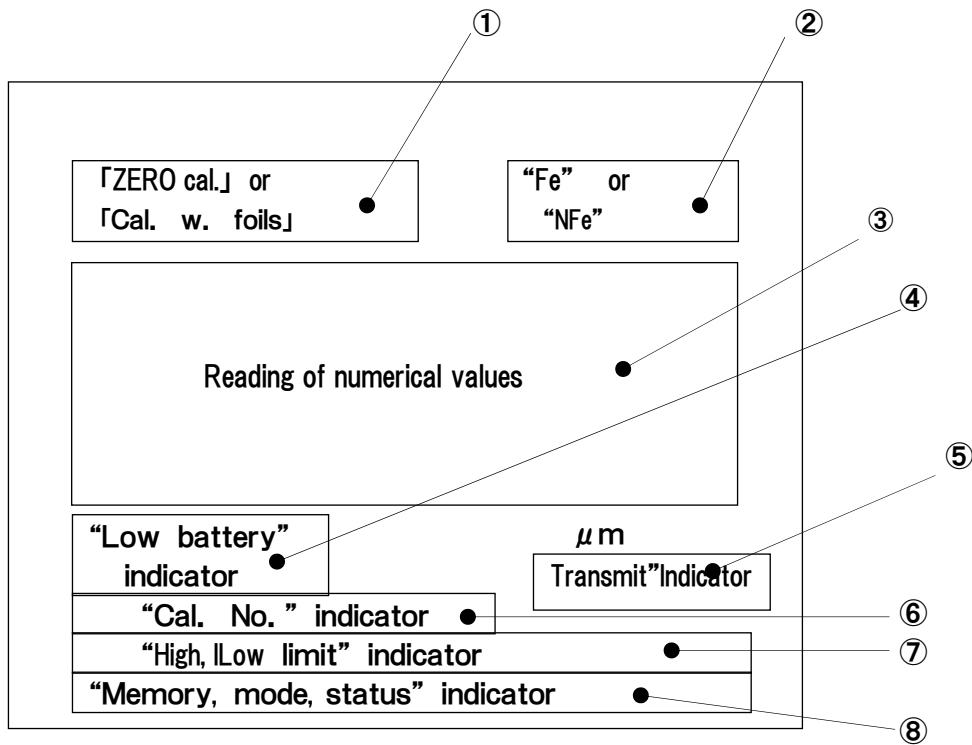 ①
②
「ZERO cal.」 or
「Cal. w. foils」
“Fe” or
“NFe”
③
④
Reading of numerical values
⑤
“Low battery”
indicator
μm
Transmit”Indicator
“Cal. No.” indicator
⑥
“High, lLow limit” indicator
⑦
“Memory, mode, status” indicator
⑧